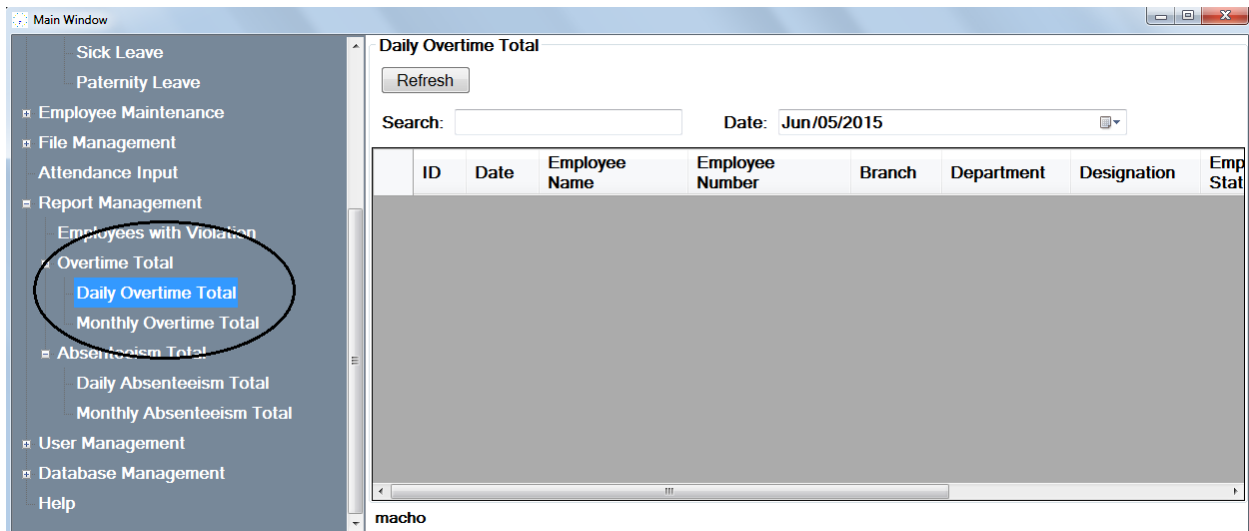 Main Window
Sick Leave
Paternity Leave
Employee Maintenance
File Management
Attendance Input
Report Management
Employees with Violation
Overtime Total
Daily Overtime Total
Monthly Overtime Total
Absenteeism Total
Daily Absenteeism Total
Monthly Absenteeism Total
User Management
Database Management
Help
Daily Overtime Total
Refresh
Search: Date: Jun/05/2015
ID Date Employee Name Employee Number Branch Department Designation Emp Stat
macho